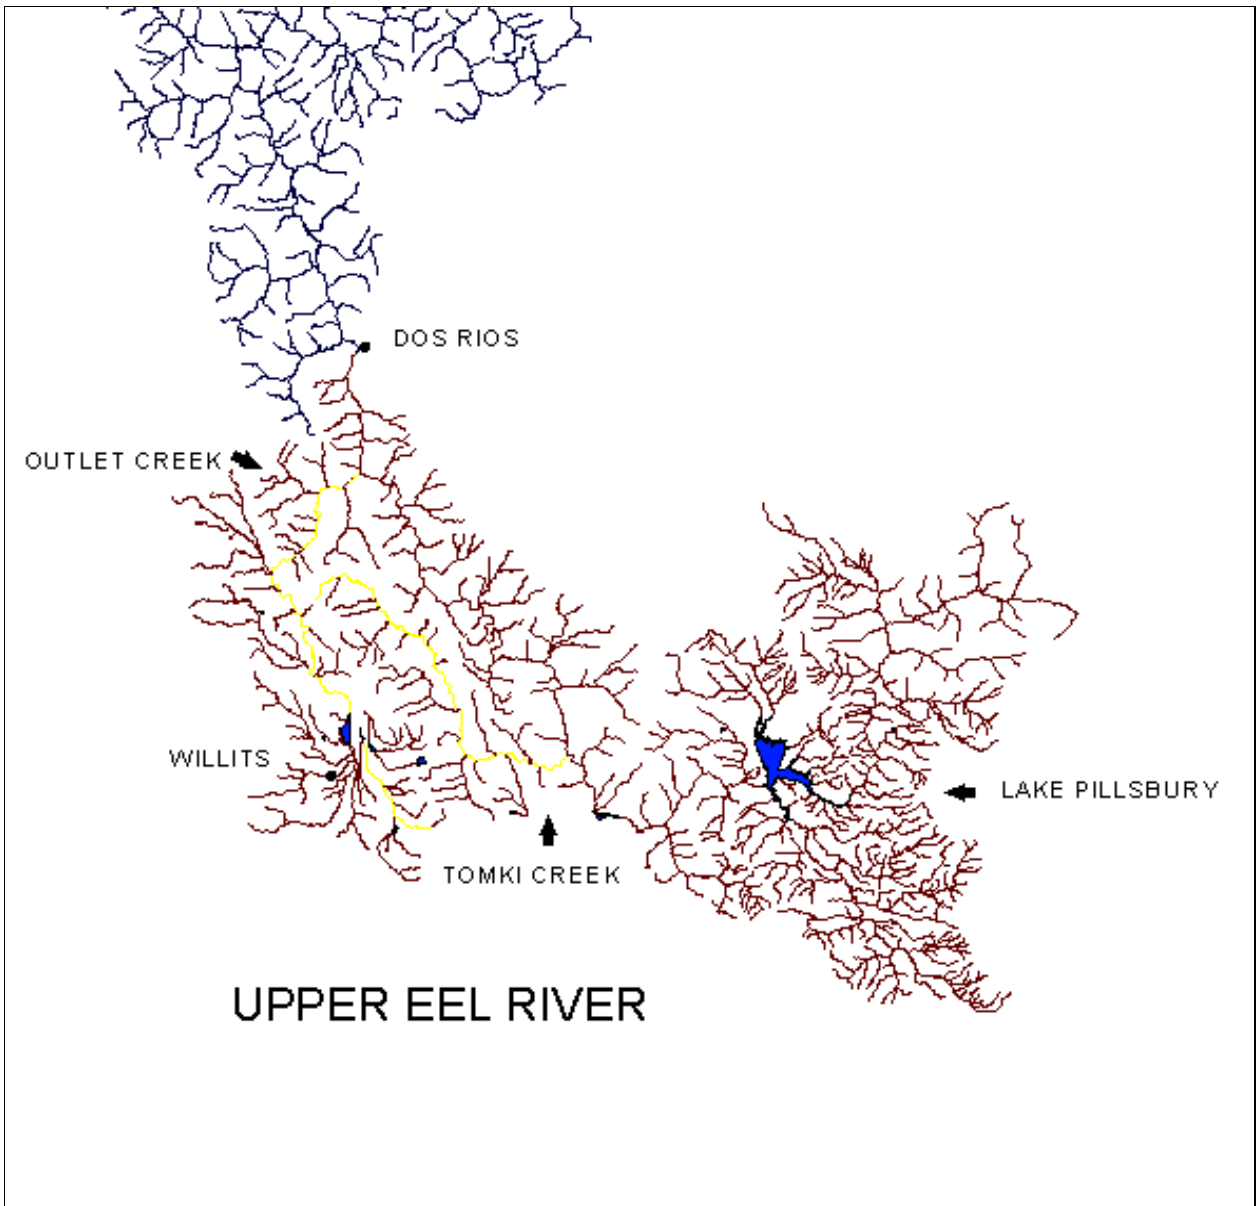 DOS RIOS
OUTLET CREEK
WILLITS
LAKE PILLSBURY
TOMKI CREEK
UPPER EEL RIVER